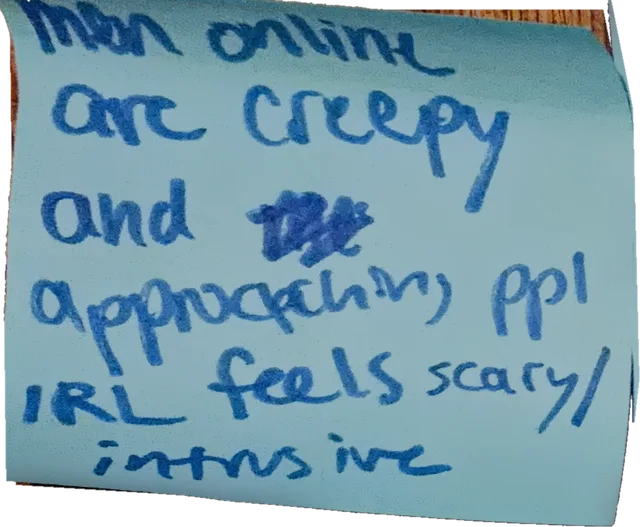 men online
are creepy
and
approaching ppl
IRL feels scary/
intrusive